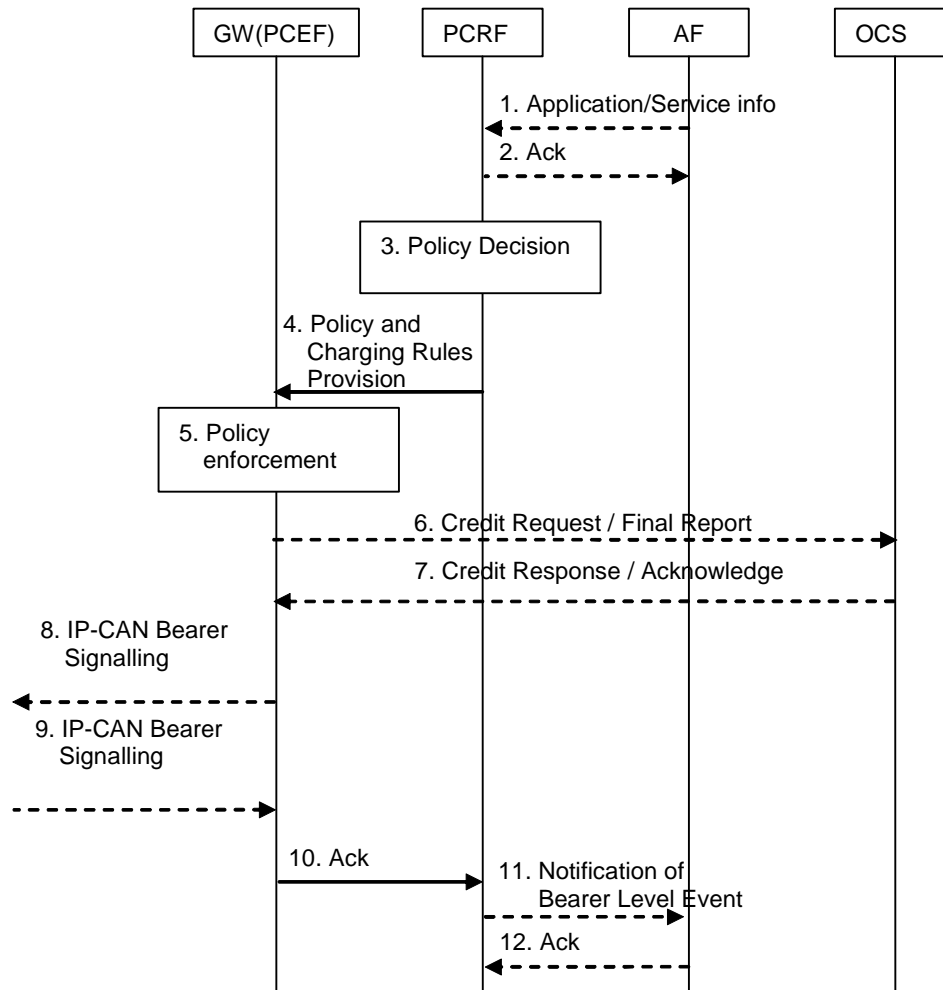 GW(PCEF)
PCRF
AF
OCS
1. Application/Service info
2. Ack
3. Policy Decision
4. Policy and
Charging Rules
Provision
5. Policy
enforcement
6. Credit Request / Final Report
7. Credit Response / Acknowledge
8. IP-CAN Bearer
Signalling
9. IP-CAN Bearer
Signalling
10. Ack
11. Notification of
Bearer Level Event
12. Ack